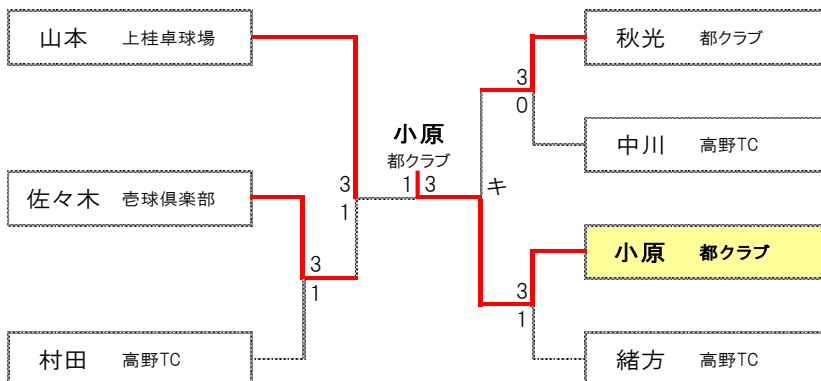 山本 上桂卓球場
秋光 都クラブ
3
0
小原
都クラブ
中川 高野TC
佐々木 壱球倶楽部
3
1
1 3
キ
小原 都クラブ
3
1
3
1
村田 高野TC
緒方 高野TC